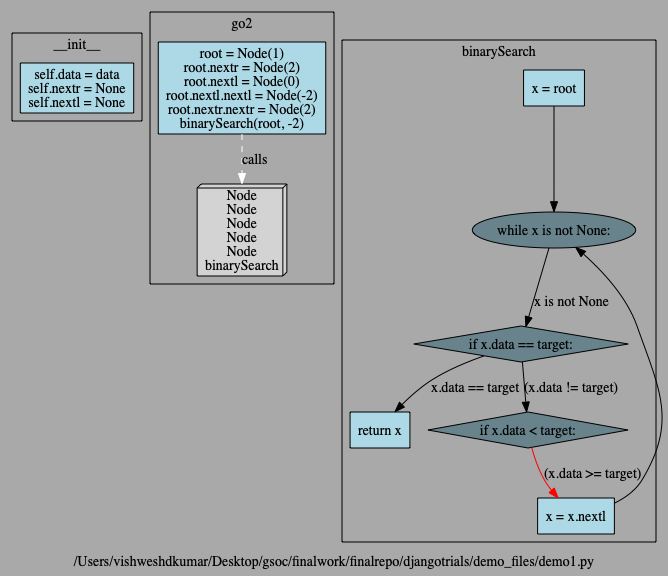 __init__
self.data = data
self.nextr = None
self.nextl = None
go2
root = Node(1)
root.nextr = Node(2)
root.nextl = Node(0)
root.nextl.nextl = Node(-2)
root.nextr.nextr = Node(2)
binarySearch(root, -2)
calls
Node
Node
Node
Node
Node
binarySearch
binarySearch
x = root
while x is not None:
x is not None
if x.data == target:
x.data == target
(x.data != target)
return x
if x.data < target:
(x.data >= target)
x = x.nextl
/Users/vishweshdkumar/Desktop/gsoc/finalwork/finalrepo/djangotrials/demo_files/demo1.py